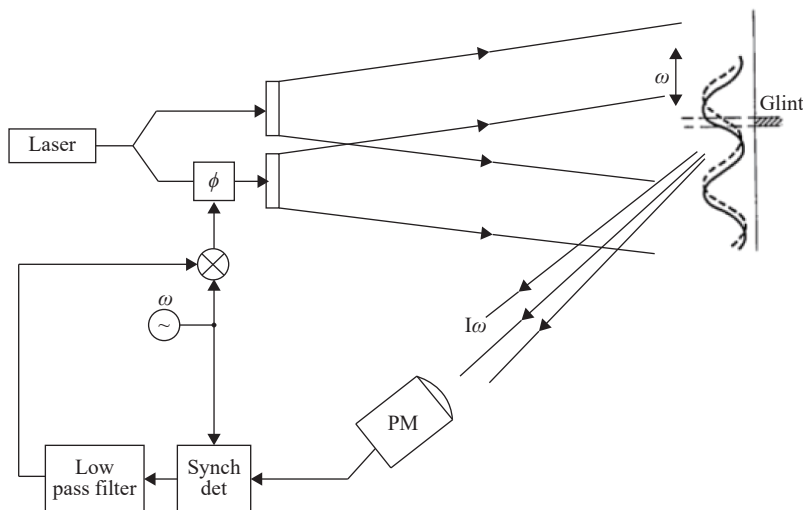 ω
Glint
Laser
ϕ
ω
~
Iω
PM
Low
pass filter
Synch
det